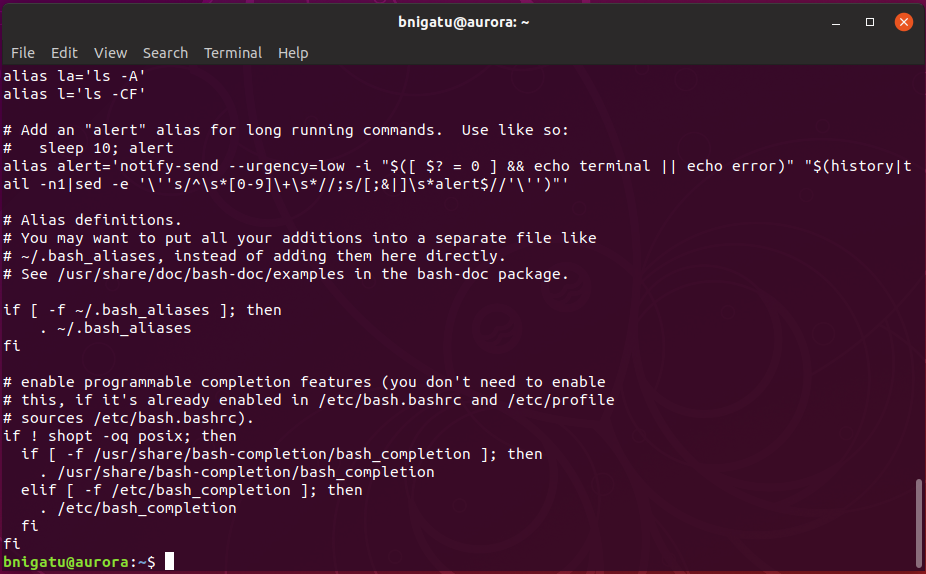 bnigatu@aurora: ~
File Edit View Search Terminal Help
alias la='ls -A'
alias l='ls -CF'

# Add an "alert" alias for long running commands.  Use like so:
#   sleep 10; alert
alias alert='notify-send --urgency=low -i "$([ $? = 0 ] && echo terminal || echo error)" "$(history|t
ail -n1|sed -e '\''s/^\s*[0-9]\+\s*//;s/[;&|]\s*alert$//'\'')"'

# Alias definitions.
# You may want to put all your additions into a separate file like
# ~/.bash_aliases, instead of adding them here directly.
# See /usr/share/doc/bash-doc/examples in the bash-doc package.

if [ -f ~/.bash_aliases ]; then
    . ~/.bash_aliases
fi

# enable programmable completion features (you don't need to enable
# this, if it's already enabled in /etc/bash.bashrc and /etc/profile
# sources /etc/bash.bashrc).
if ! shopt -oq posix; then
  if [ -f /usr/share/bash-completion/bash_completion ]; then
    . /usr/share/bash-completion/bash_completion
  elif [ -f /etc/bash_completion ]; then
    . /etc/bash_completion
  fi
fi
bnigatu@aurora:~$